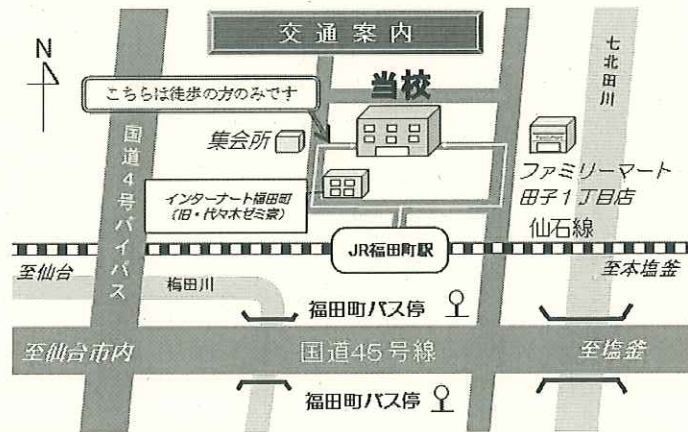 交通案内
N
当校
七北田川
こちらは徒歩の方のみです
国道4号バイパス
集会所
FamilyMart
ファミリーマート
田子1丁目店
インターナート福田町
(旧・代々木ゼミ寮)
仙石線
JR福田町駅
至仙台
梅田川
至本塩釜
福田町バス停
至仙台市内
国道45号線
至塩釜
福田町バス停